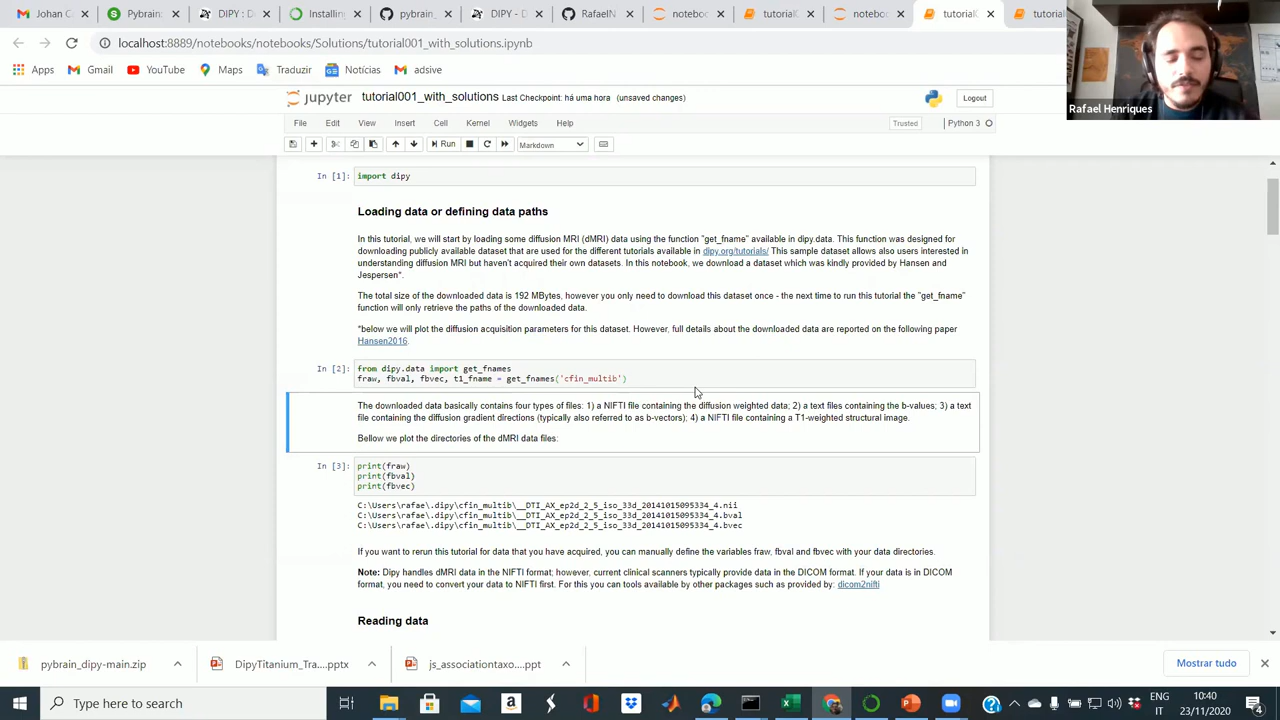 Johan
Pybrain
DIPY : D
Installing
pybrain
DIPY -
RafaelN
noteboo
tutorial
noteboo
tutorial
tutorial
localhost:8889/notebooks/notebooks/Solutions/tutorial001_with_solutions.ipynb
Apps Gmail YouTube Maps Traduzir Notícias adsive
Rafael Henriques
jupyter tutorial001_with_solutions Last Checkpoint: há uma hora (unsaved changes)
Logout
File Edit View Insert Cell Kernel Widgets Help
Trusted Python 3
Run Markdown
In [1]: import dipy
Loading data or defining data paths
In this tutorial, we will start by loading some diffusion MRI (dMRI) data using the function "get_fname" available in dipy.data. This function was designed for
downloading publicly available dataset that are used for the different tutorials available in dipy.org/tutorials/ This sample dataset allows also users interested in
understanding diffusion MRI but haven't acquired their own datasets. In this notebook, we download a dataset which was kindly provided by Hansen and
Jespersen*.
The total size of the downloaded data is 192 MBytes, however you only need to download this dataset once - the next time to run this tutorial the "get_fname"
function will only retrieve the paths of the downloaded data.
*below we will plot the diffusion acquisition parameters for this dataset. However, full details about the downloaded data are reported on the following paper
Hansen2016.
In [2]: from dipy.data import get_fnames
fraw, fbval, fbvec, t1_fname = get_fnames('cfin_multib')
The downloaded data basically contains four types of files: 1) a NIFTI file containing the diffusion weighted data; 2) a text files containing the b-values; 3) a text
file containing the diffusion gradient directions (typically also referred to as b-vectors); 4) a NIFTI file containing a T1-weighted structural image.
Bellow we plot the directories of the dMRI data files:
In [3]: print(fraw)
print(fbval)
print(fbvec)
C:\Users\rafae\.dipy\cfin_multib\__DTI_AX_ep2d_2_5_iso_33d_20141015095334_4.nii
C:\Users\rafae\.dipy\cfin_multib\__DTI_AX_ep2d_2_5_iso_33d_20141015095334_4.bval
C:\Users\rafae\.dipy\cfin_multib\__DTI_AX_ep2d_2_5_iso_33d_20141015095334_4.bvec
If you want to rerun this tutorial for data that you have acquired, you can manually define the variables fraw, fbval and fbvec with your data directories.
Note: Dipy handles dMRI data in the NIFTI format; however, current clinical scanners typically provide data in the DICOM format. If your data is in DICOM
format, you need to convert your data to NIFTI first. For this you can tools available by other packages such as provided by: dicom2nifti
Reading data
pybrain_dipy-main.zip DipyTitanium_Tra....pptx js_associationtaxo....ppt Mostrar tudo
Type here to search
ENG
IT
10:40
23/11/2020
4